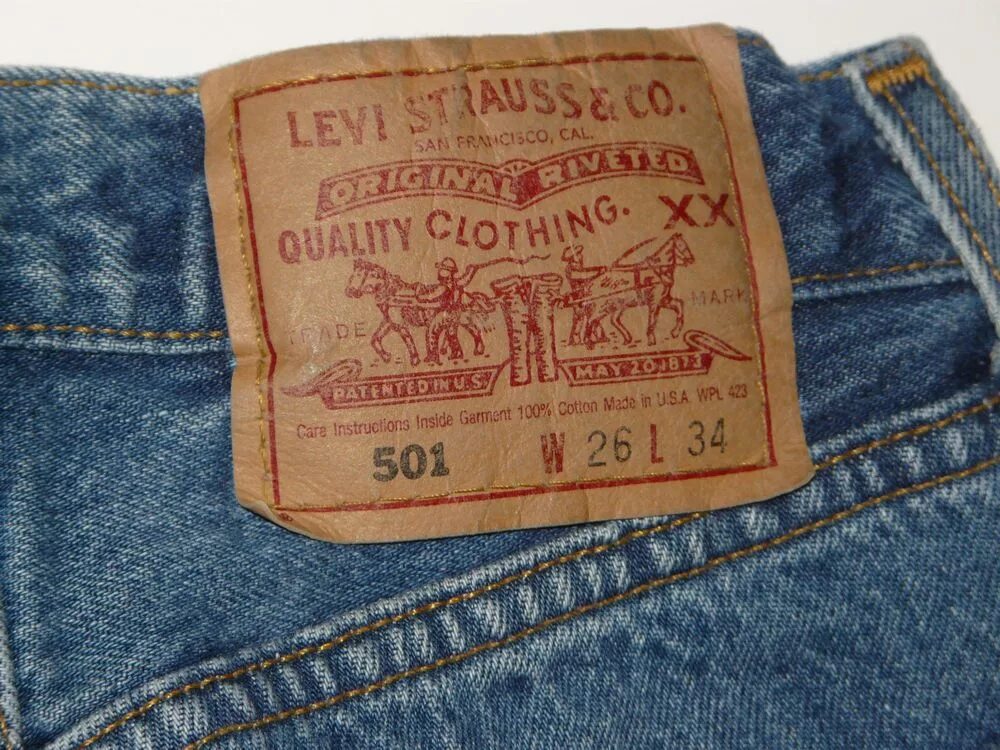 LEVI STRAUSS & CO.
SAN FRANCISCO, CAL.
ORIGINAL RIVETED
QUALITY CLOTHING. XX
TRADE MARK
PATENTED IN U.S. MAY 20 1873
Care Instructions Inside Garment 100% Cotton Made in U.S.A. WPL 423
501 W 26 L 34
®